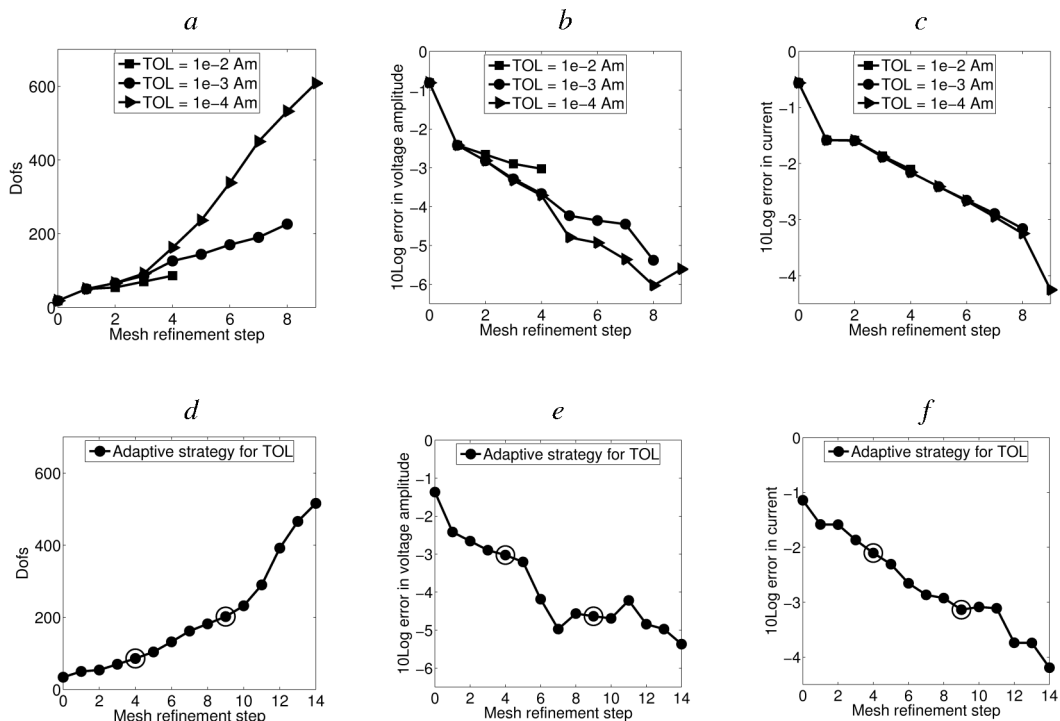 a
b
c
TOL = 1e−2 Am
TOL = 1e−3 Am
TOL = 1e−4 Am
600
400
200
0
Dofs
0 2 4 6 8
Mesh refinement step
TOL = 1e−2 Am
TOL = 1e−3 Am
TOL = 1e−4 Am
0
−1
−2
−3
−4
−5
−6
10Log error in voltage amplitude
0 2 4 6 8
Mesh refinement step
TOL = 1e−2 Am
TOL = 1e−3 Am
TOL = 1e−4 Am
0
−1
−2
−3
−4
10Log error in current
0 2 4 6 8
Mesh refinement step
d
e
f
Adaptive strategy for TOL
600
400
200
0
Dofs
0 2 4 6 8 10 12 14
Mesh refinement step
Adaptive strategy for TOL
0
−1
−2
−3
−4
−5
−6
10Log error in voltage amplitude
0 2 4 6 8 10 12 14
Mesh refinement step
Adaptive strategy for TOL
0
−1
−2
−3
−4
10Log error in current
0 2 4 6 8 10 12 14
Mesh refinement step